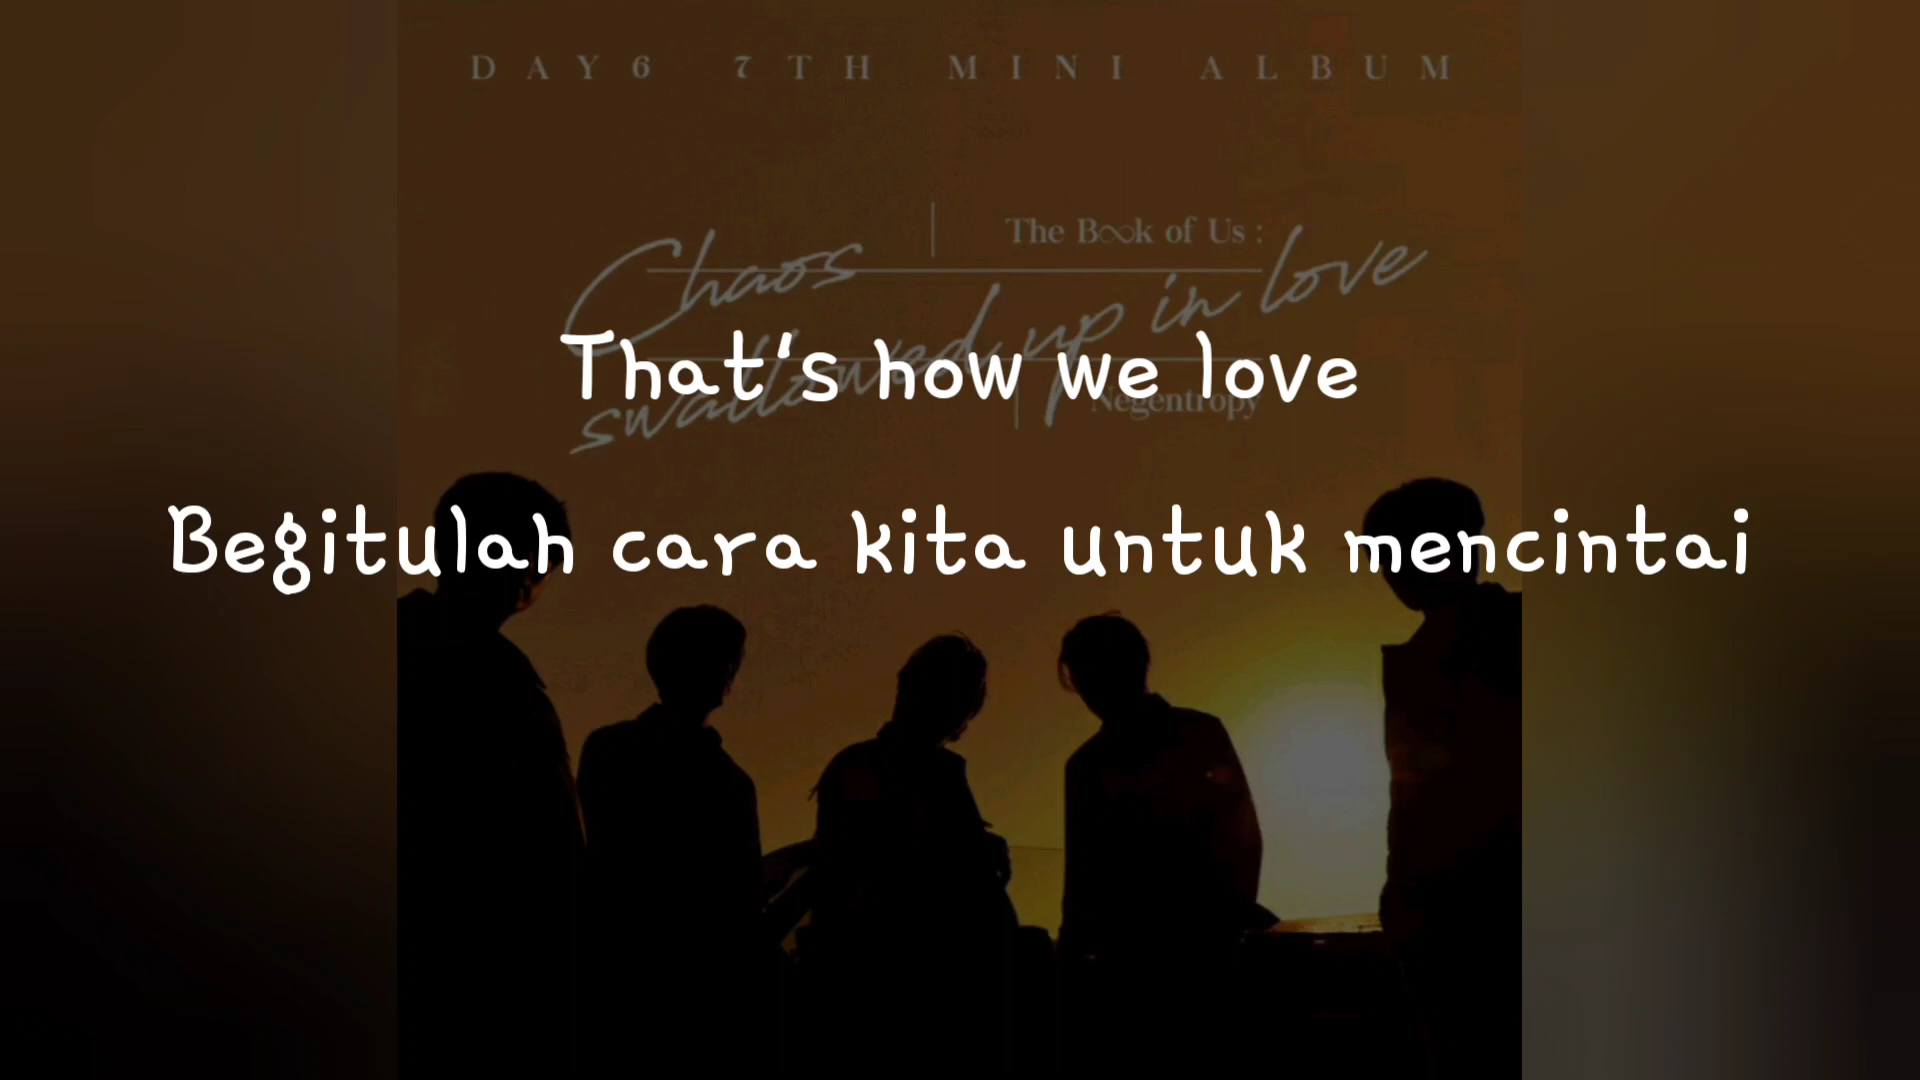 DAY6 7TH MINI ALBUM
The Book of Us :
Chaos
swallowed up in love
Negentropy
That's how we love
Begitulah cara kita untuk mencintai